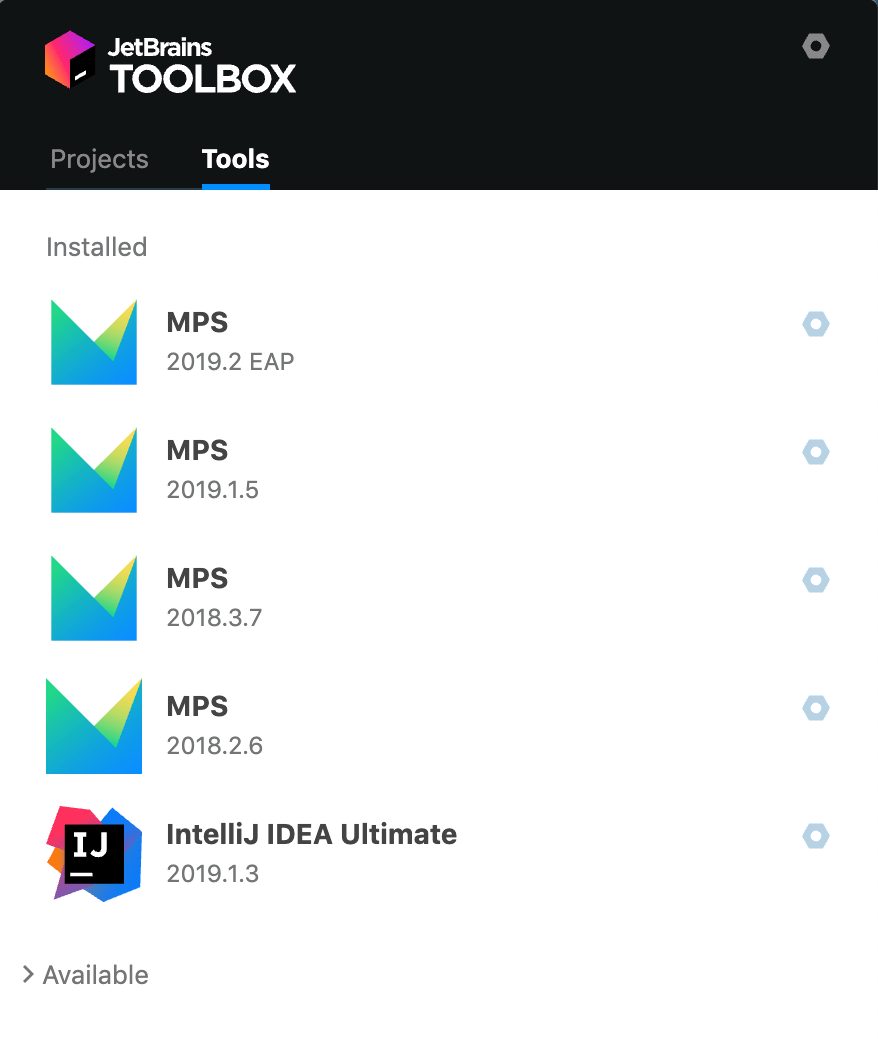 JetBrains
TOOLBOX
Projects
Tools
Installed
MPS
2019.2 EAP
MPS
2019.1.5
MPS
2018.3.7
MPS
2018.2.6
IJ
IntelliJ IDEA Ultimate
2019.1.3
Available